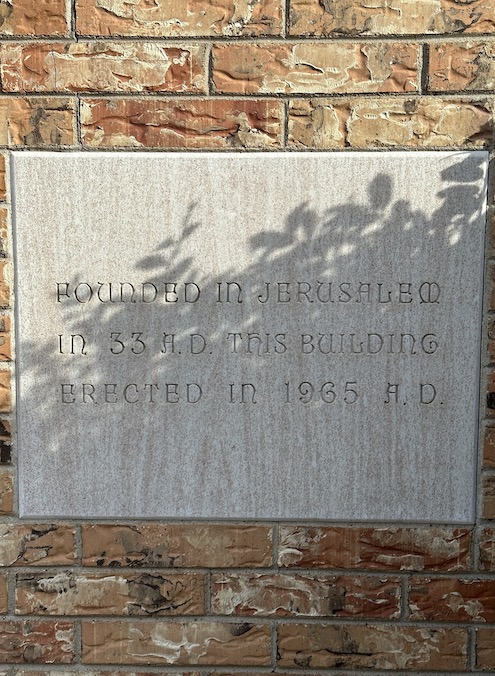 FOUNDED IN JERUSALEM
IN 33 A.D. THIS BUILDING
ERECTED IN 1965 A.D.